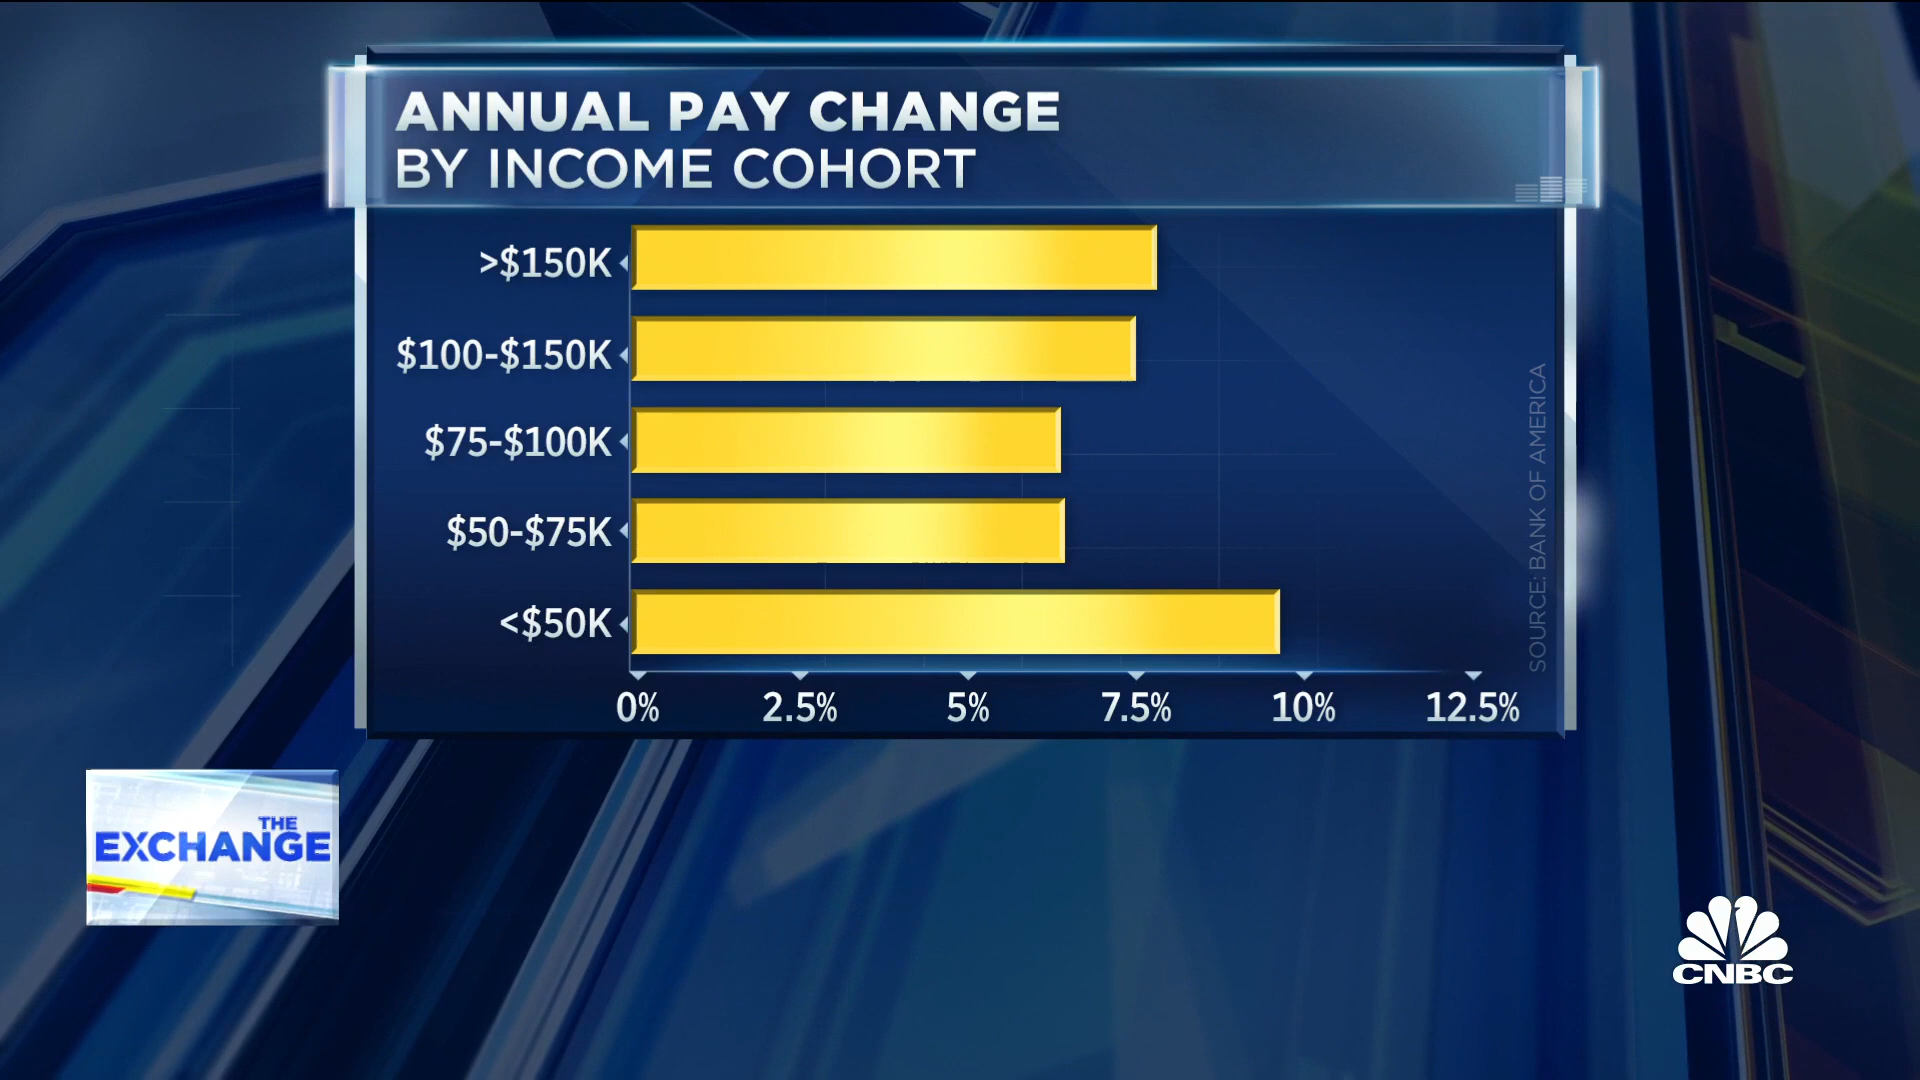 ANNUAL PAY CHANGE
BY INCOME COHORT
>$150K
$100-$150K
$75-$100K
$50-$75K
<$50K
0% 2.5% 5% 7.5% 10% 12.5%
SOURCE: BANK OF AMERICA
THE
EXCHANGE
CNBC